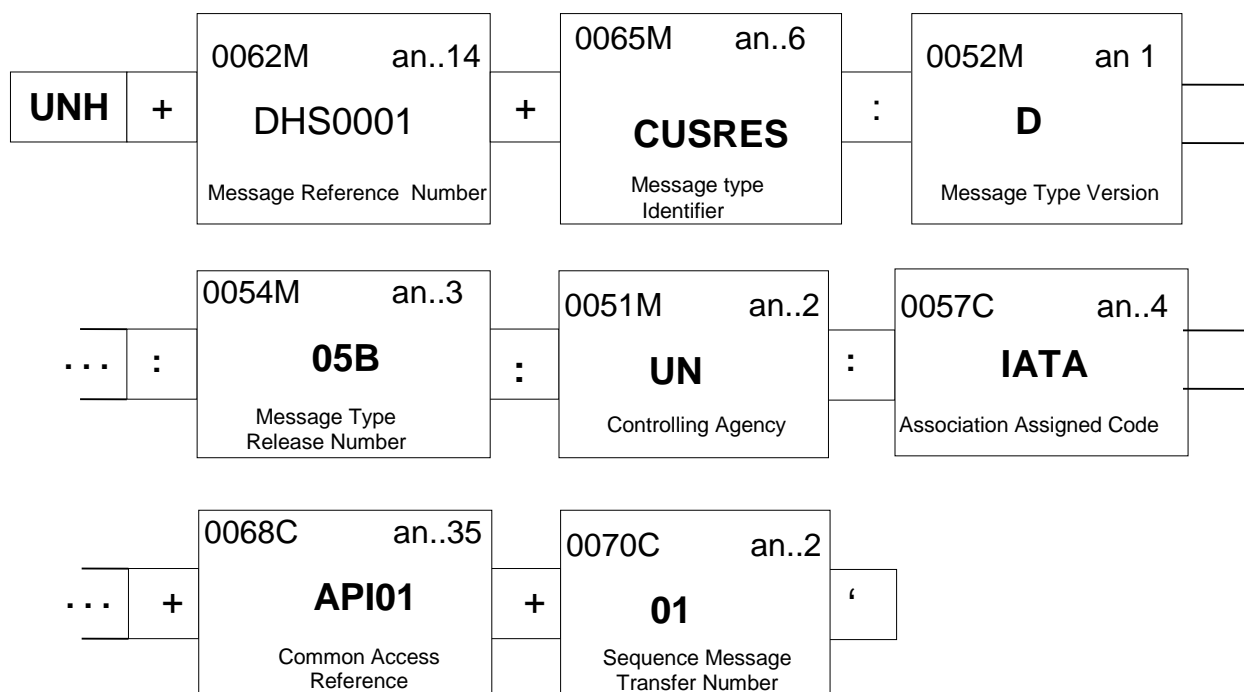 0062M an..14
0065M an..6
0052M an 1
UNH + DHS0001 + CUSRES : D
Message Reference Number
Message type
Identifier
Message Type Version
0054M an..3
0051M an..2
0057C an..4
... : 05B : UN : IATA
Message Type
Release Number
Controlling Agency
Association Assigned Code
0068C an..35
0070C an..2
... + API01 + 01 ‘
Common Access
Reference
Sequence Message
Transfer Number